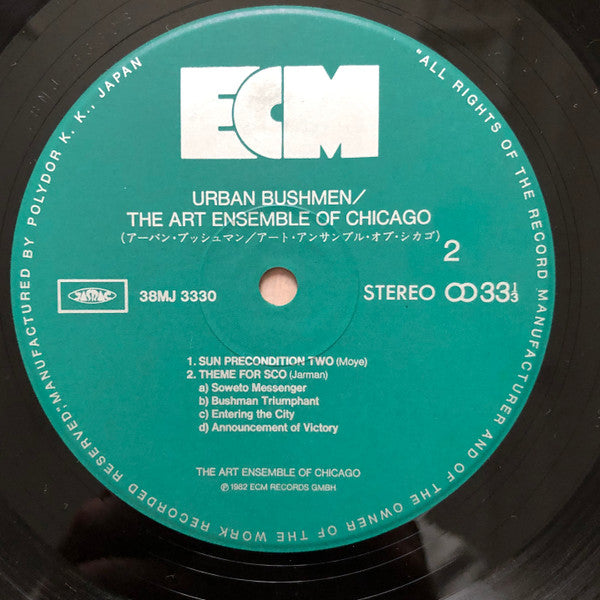 ECM
URBAN BUSHMEN/
THE ART ENSEMBLE OF CHICAGO
(アーバン・ブッシュマン/アート・アンサンブル・オブ・シカゴ)
2
JASRAC
38MJ 3330
STEREO
33 1/3
1. SUN PRECONDITION TWO (Moye)
2. THEME FOR SCO (Jarman)
a) Soweto Messenger
b) Bushman Triumphant
c) Entering the City
d) Announcement of Victory
THE ART ENSEMBLE OF CHICAGO
℗ 1982 ECM RECORDS GMBH
"ALL RIGHTS OF THE RECORD MANUFACTURER AND OF THE OWNER OF THE WORK RECORDED RESERVED";MANUFACTURED BY POLYDOR K. K., JAPAN